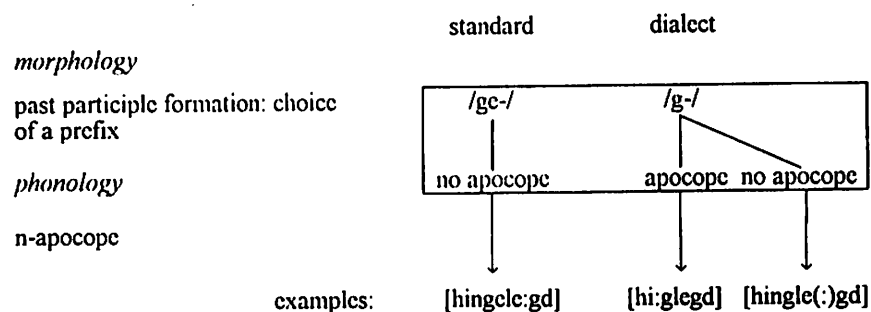 standard dialect
morphology
past participle formation: choice /ge-/ /g-/
of a prefix
phonology no apocope apocope no apocope
n-apocope
examples: [hingele:gd] [hi:glegd] [hingle(:)gd]